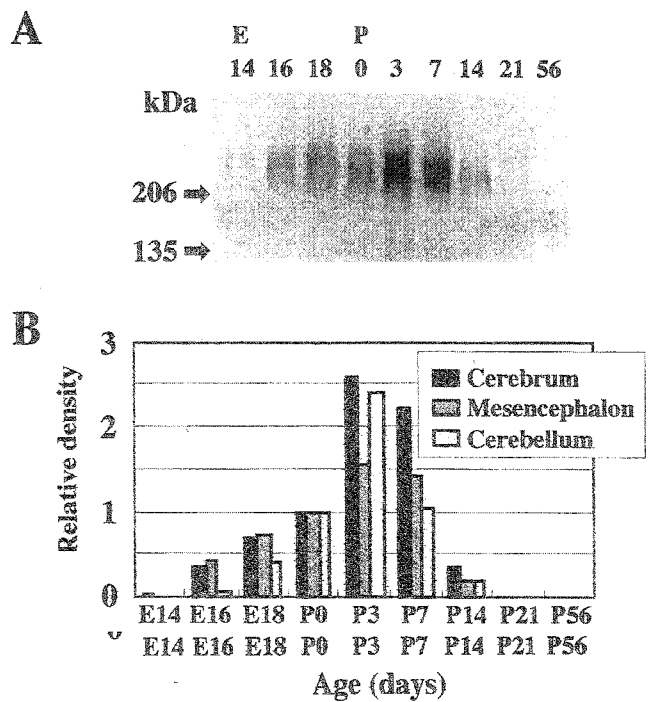 A
E P
14 16 18 0 3 7 14 21 56
kDa
206
135
B
3
2
1
0
Relative density
Cerebrum
Mesencephalon
Cerebellum
E14 E16 E18 P0 P3 P7 P14 P21 P56
E14 E16 E18 P0 P3 P7 P14 P21 P56
Age (days)